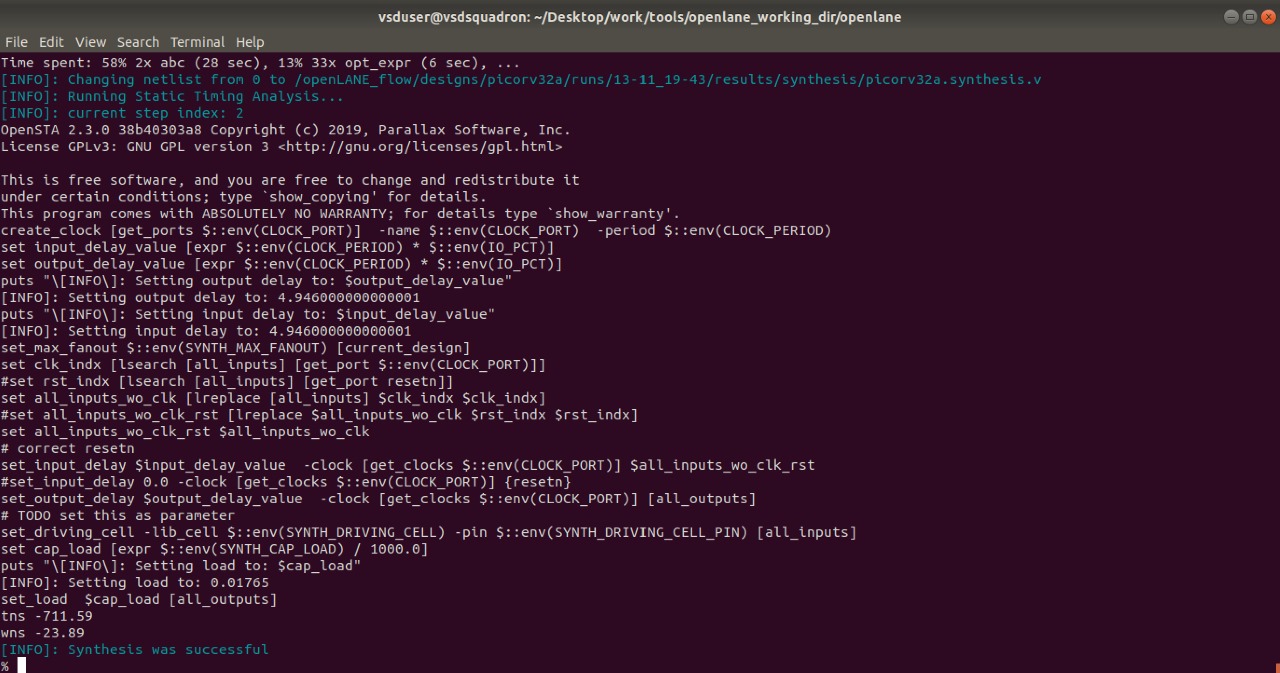 vsduser@vsdsquadron: ~/Desktop/work/tools/openlane_working_dir/openlane
File Edit View Search Terminal Help
Time spent: 58% 2x abc (28 sec), 13% 33x opt_expr (6 sec), ...
[INFO]: Changing netlist from 0 to /openLANE_flow/designs/picorv32a/runs/13-11_19-43/results/synthesis/picorv32a.synthesis.v
[INFO]: Running Static Timing Analysis...
[INFO]: current step index: 2
OpenSTA 2.3.0 38b40303a8 Copyright (c) 2019, Parallax Software, Inc.
License GPLv3: GNU GPL version 3 <http://gnu.org/licenses/gpl.html>
This is free software, and you are free to change and redistribute it
under certain conditions; type `show_copying' for details.
This program comes with ABSOLUTELY NO WARRANTY; for details type `show_warranty'.
create_clock [get_ports $::env(CLOCK_PORT)]  -name $::env(CLOCK_PORT)  -period $::env(CLOCK_PERIOD)
set input_delay_value [expr $::env(CLOCK_PERIOD) * $::env(IO_PCT)]
set output_delay_value [expr $::env(CLOCK_PERIOD) * $::env(IO_PCT)]
puts "\[INFO\]: Setting output delay to: $output_delay_value"
[INFO]: Setting output delay to: 4.946000000000001
puts "\[INFO\]: Setting input delay to: $input_delay_value"
[INFO]: Setting input delay to: 4.946000000000001
set_max_fanout $::env(SYNTH_MAX_FANOUT) [current_design]
set clk_indx [lsearch [all_inputs] [get_port $::env(CLOCK_PORT)]]
#set rst_indx [lsearch [all_inputs] [get_port resetn]]
set all_inputs_wo_clk [lreplace [all_inputs] $clk_indx $clk_indx]
#set all_inputs_wo_clk_rst [lreplace $all_inputs_wo_clk $rst_indx $rst_indx]
set all_inputs_wo_clk_rst $all_inputs_wo_clk
# correct resetn
set_input_delay $input_delay_value  -clock [get_clocks $::env(CLOCK_PORT)] $all_inputs_wo_clk_rst
#set_input_delay 0.0 -clock [get_clocks $::env(CLOCK_PORT)] {resetn}
set_output_delay $output_delay_value  -clock [get_clocks $::env(CLOCK_PORT)] [all_outputs]
# TODO set this as parameter
set_driving_cell -lib_cell $::env(SYNTH_DRIVING_CELL) -pin $::env(SYNTH_DRIVING_CELL_PIN) [all_inputs]
set cap_load [expr $::env(SYNTH_CAP_LOAD) / 1000.0]
puts "\[INFO\]: Setting load to: $cap_load"
[INFO]: Setting load to: 0.01765
set_load  $cap_load [all_outputs]
tns -711.59
wns -23.89
[INFO]: Synthesis was successful
%